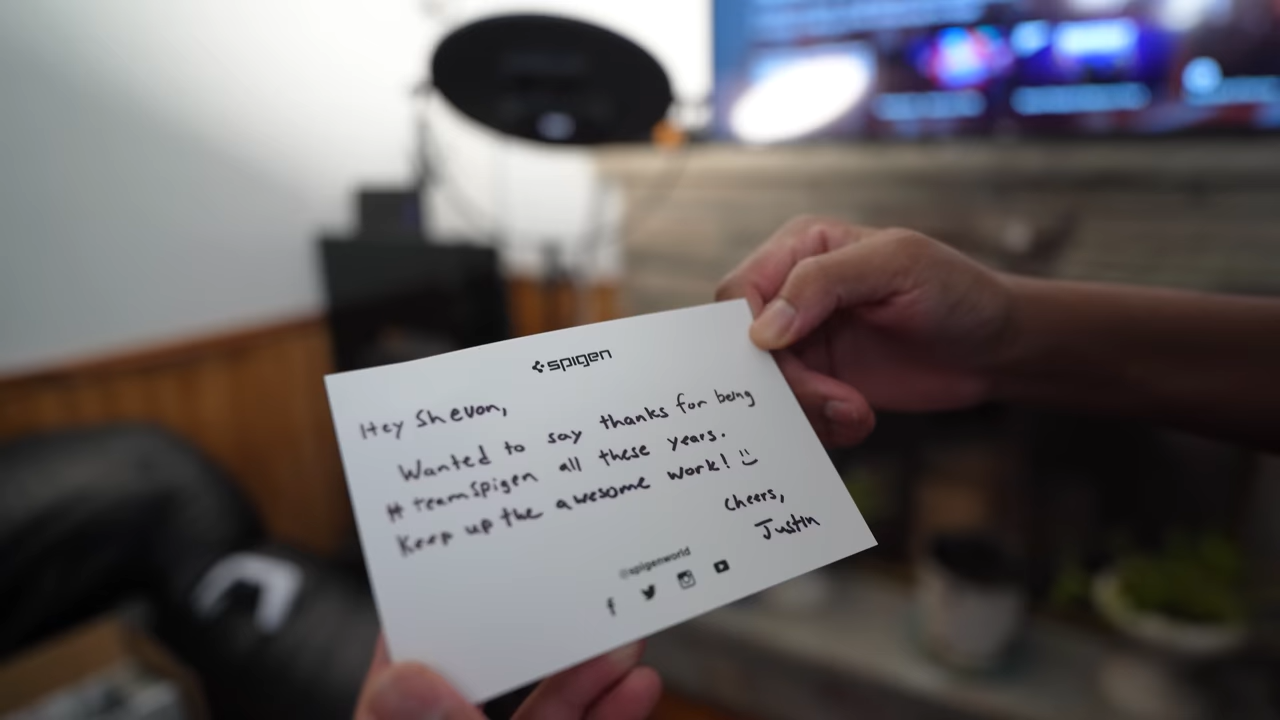 spigen
Hey Shevon,
Wanted to say thanks for being
#teamspigen all these years.
Keep up the awesome work! :)
Cheers,
Justin
@spigenworld